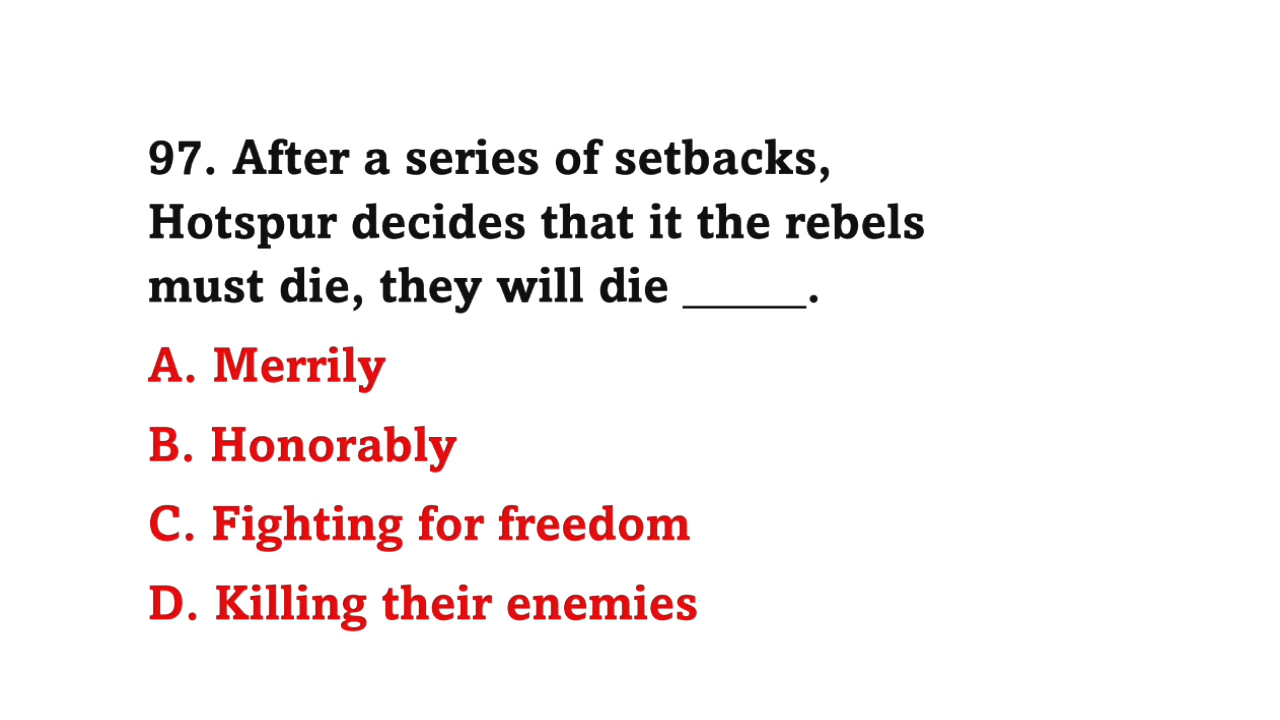 97. After a series of setbacks,
Hotspur decides that it the rebels
must die, they will die _____.
A. Merrily
B. Honorably
C. Fighting for freedom
D. Killing their enemies